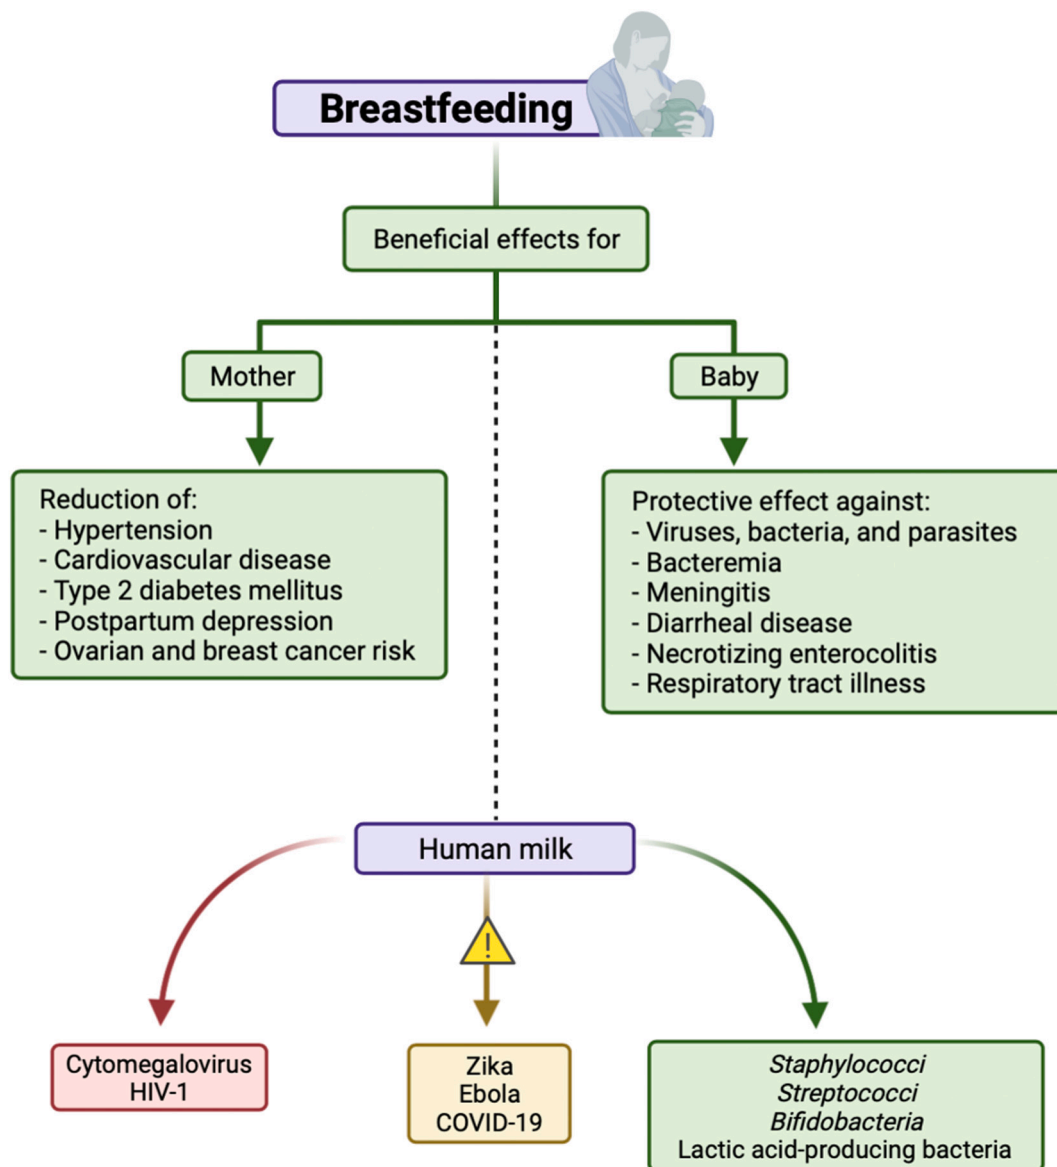 Breastfeeding
Beneficial effects for
Mother
Baby
Reduction of:
- Hypertension
- Cardiovascular disease
- Type 2 diabetes mellitus
- Postpartum depression
- Ovarian and breast cancer risk
Protective effect against:
- Viruses, bacteria, and parasites
- Bacteremia
- Meningitis
- Diarrheal disease
- Necrotizing enterocolitis
- Respiratory tract illness
Human milk
!
Cytomegalovirus
HIV-1
Zika
Ebola
COVID-19
Staphylococci
Streptococci
Bifidobacteria
Lactic acid-producing bacteria